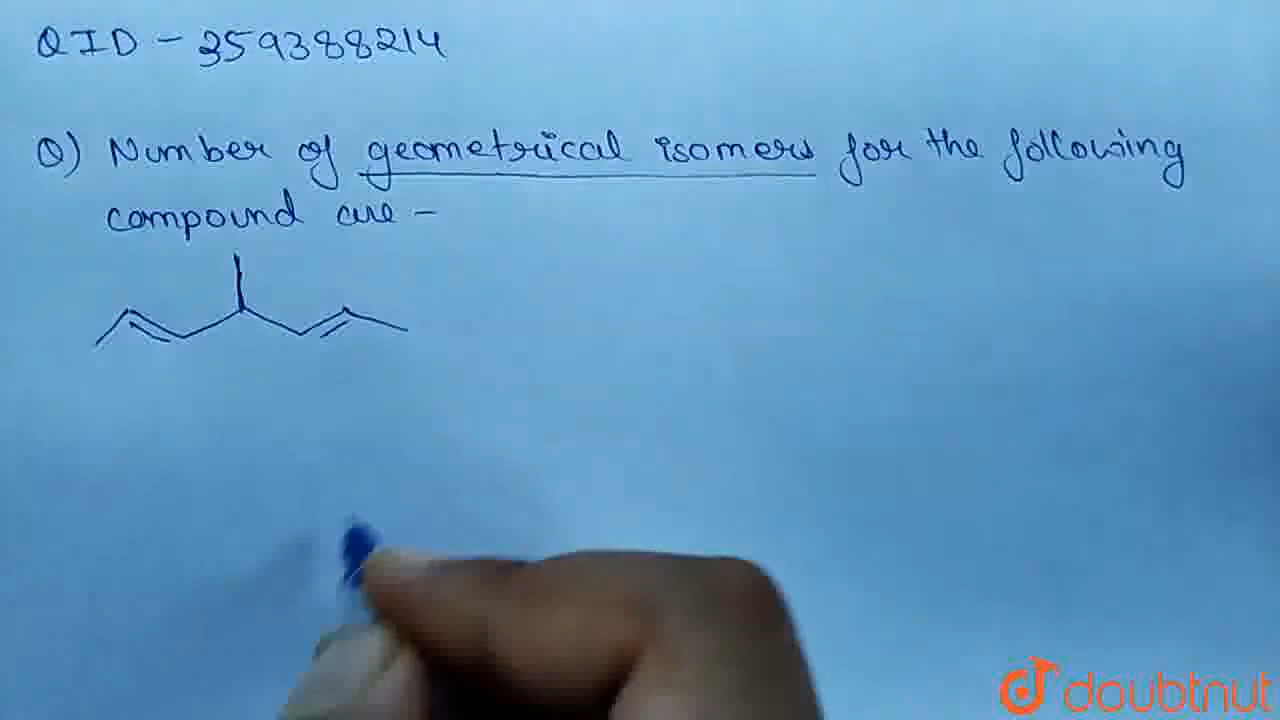 QID - 359388214
Q) Number of geometrical isomers for the following
compound are -
doubtnut